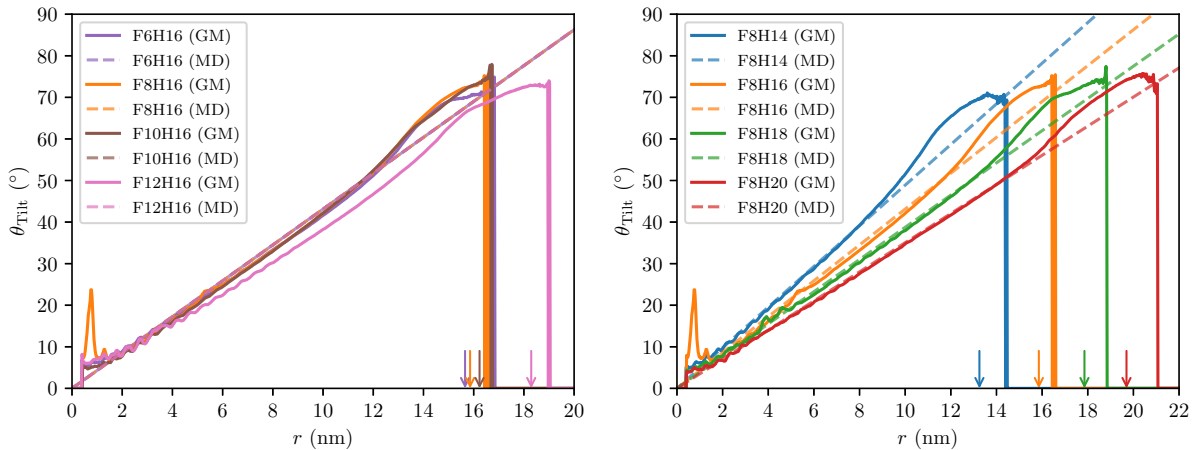 90
80
70
60
50
40
30
20
10
0
θTilt (°)
F6H16 (GM)
F6H16 (MD)
F8H16 (GM)
F8H16 (MD)
F10H16 (GM)
F10H16 (MD)
F12H16 (GM)
F12H16 (MD)
0 2 4 6 8 10 12 14 16 18 20
r (nm)
90
80
70
60
50
40
30
20
10
0
θTilt (°)
F8H14 (GM)
F8H14 (MD)
F8H16 (GM)
F8H16 (MD)
F8H18 (GM)
F8H18 (MD)
F8H20 (GM)
F8H20 (MD)
0 2 4 6 8 10 12 14 16 18 20 22
r (nm)